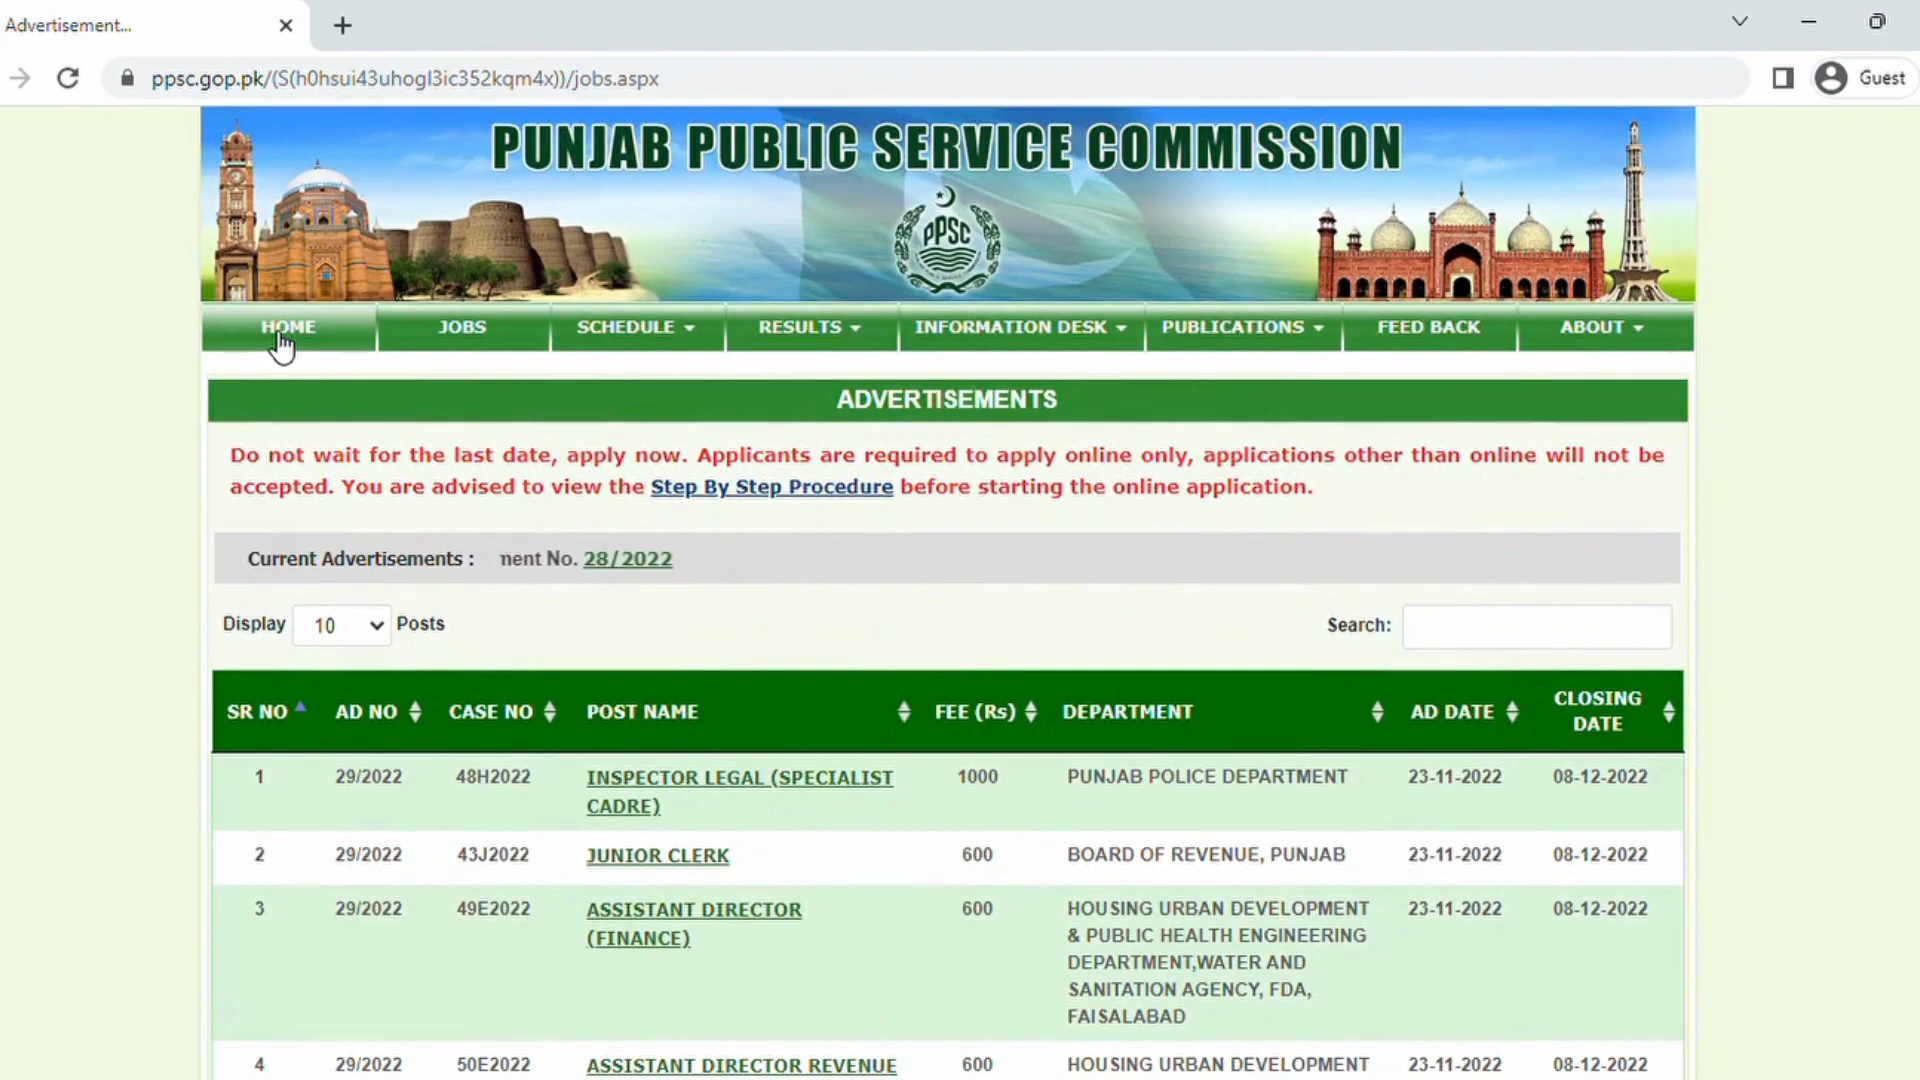 Advertisement...
ppsc.gop.pk/(S(h0hsui43uhogl3ic352kqm4x))/jobs.aspx
Guest
PUNJAB PUBLIC SERVICE COMMISSION
PPSC
HOME JOBS SCHEDULE RESULTS INFORMATION DESK PUBLICATIONS FEED BACK ABOUT
ADVERTISEMENTS
Do not wait for the last date, apply now. Applicants are required to apply online only, applications other than online will not be
accepted. You are advised to view the Step By Step Procedure before starting the online application.
Current Advertisements : nent No. 28/2022
Display 10 Posts Search:
SR NO AD NO CASE NO POST NAME FEE (Rs) DEPARTMENT AD DATE CLOSING
DATE
1 29/2022 48H2022 INSPECTOR LEGAL (SPECIALIST 1000 PUNJAB POLICE DEPARTMENT 23-11-2022 08-12-2022
CADRE)
2 29/2022 43J2022 JUNIOR CLERK 600 BOARD OF REVENUE, PUNJAB 23-11-2022 08-12-2022
3 29/2022 49E2022 ASSISTANT DIRECTOR 600 HOUSING URBAN DEVELOPMENT 23-11-2022 08-12-2022
(FINANCE) & PUBLIC HEALTH ENGINEERING
DEPARTMENT,WATER AND
SANITATION AGENCY, FDA,
FAISALABAD
4 29/2022 50E2022 ASSISTANT DIRECTOR REVENUE 600 HOUSING URBAN DEVELOPMENT 23-11-2022 08-12-2022